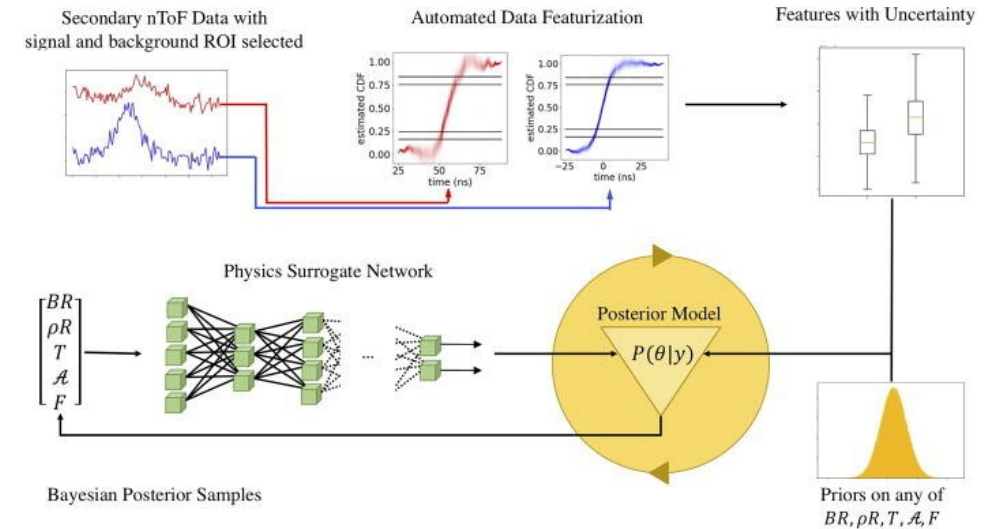 Secondary nToF Data with
signal and background ROI selected
Automated Data Featurization
Features with Uncertainty
estimated CDF
1.00
0.75
0.50
0.25
0.00
25
50
75
time (ns)
estimated CDF
1.00
0.75
0.50
0.25
0.00
−25
0
25
time (ns)
Physics Surrogate Network
BR
ρR
T
𝒜
F
...
Posterior Model
P(θ|y)
Bayesian Posterior Samples
Priors on any of
BR, ρR, T, 𝒜, F